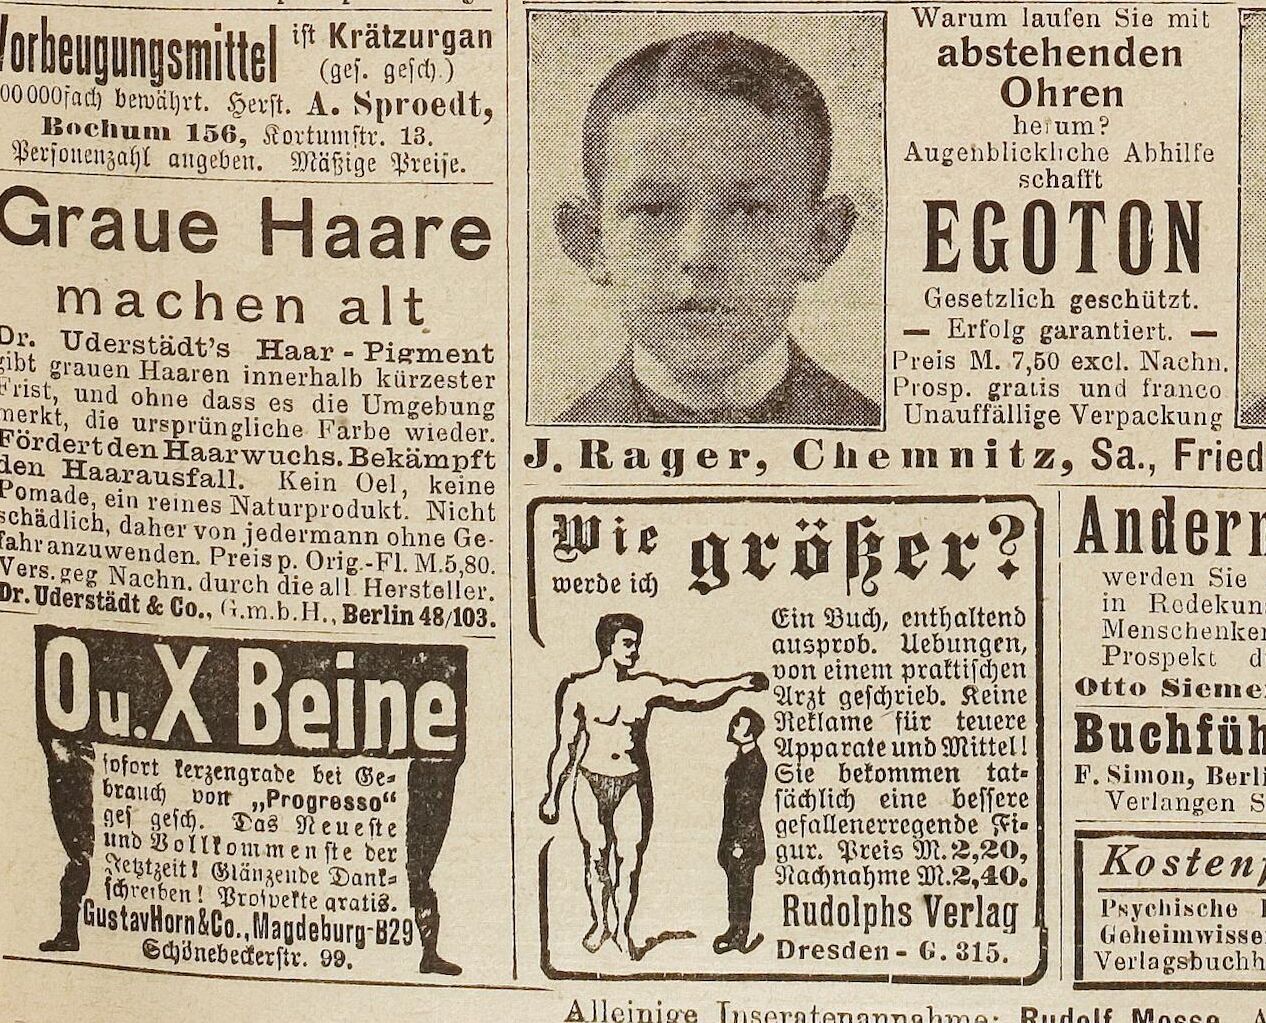 Vorbeugungsmittel ist Krätzurgan
(ges. gesch.)
00000fach bewährt. Herst. A. Sproedt,
Bochum 156, Kortumstr. 13.
Personenzahl angeben. Mäßige Preise.
Graue Haare
machen alt
Dr. Uderstädt's Haar-Pigment
gibt grauen Haaren innerhalb kürzester
Frist, und ohne dass es die Umgebung
merkt, die ursprüngliche Farbe wieder.
Fördert den Haarwuchs. Bekämpft
den Haarausfall. Kein Oel, keine
Pomade, ein reines Naturprodukt. Nicht
schädlich, daher von jedermann ohne Ge-
fahr anzuwenden. Preis p. Orig.-Fl. M. 5,80.
Vers. geg Nachn. durch die all. Hersteller.
Dr. Uderstädt & Co., G.m.b.H., Berlin 48/103.
O u. X Beine
sofort kerzengrade bei Ge-
brauch von „Progresso“
ges gesch. Das Neueste
und Vollkommenste der
Jetztzeit! Glänzende Dank-
schreiben! Prospekte gratis.
Gustav Horn & Co., Magdeburg-B29
Schönebeckerstr. 99.
Warum laufen Sie mit
abstehenden
Ohren
herum?
Augenblickliche Abhilfe
schafft
EGOTON
Gesetzlich geschützt.
— Erfolg garantiert. —
Preis M. 7,50 excl. Nachn.
Prosp. gratis und franco
Unauffällige Verpackung
J. Rager, Chemnitz, Sa., Fried
Wie größer?
werde ich
Ein Buch, enthaltend
ausprob. Uebungen,
von einem praktischen
Arzt geschrieb. Keine
Reklame für teuere
Apparate und Mittel!
Sie bekommen tat-
sächlich eine bessere
gefallenerregende Fi-
gur. Preis M. 2,20,
Nachnahme M. 2,40.
Rudolphs Verlag
Dresden - G. 315.
Andern
werden Sie
in Redekuns
Menschenken
Prospekt d
Otto Sieme
Buchfüh
F. Simon, Berli
Verlangen S
Kostenf
Psychische
Geheimwisse
Verlagsbuchh
Alleinige Inseratenannahme: Rudolf Mosse, A